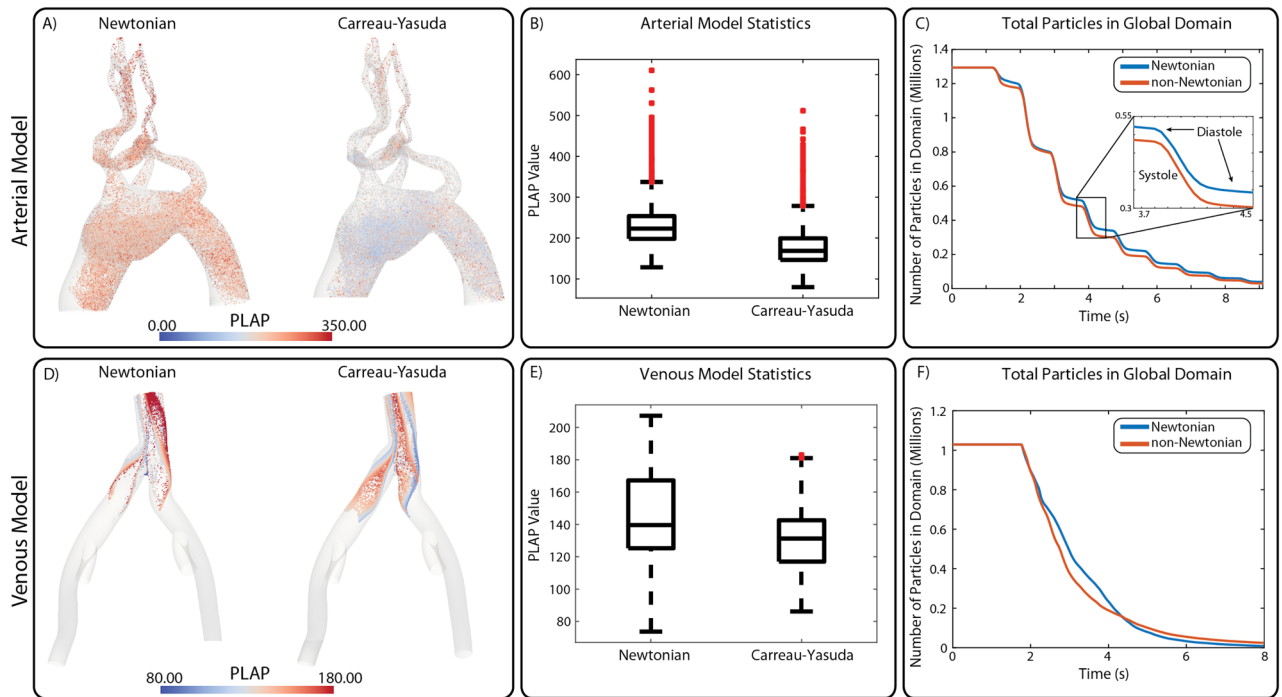 Arterial Model
A)
Newtonian
Carreau-Yasuda
0.00
PLAP
350.00
B)
Arterial Model Statistics
PLAP Value
600
500
400
300
200
100
Newtonian
Carreau-Yasuda
C)
Total Particles in Global Domain
Number of Particles in Domain (Millions)
1.4
1.2
1.0
0.8
0.6
0.4
0.2
0
0 2 4 6 8
Time (s)
Newtonian
non-Newtonian
0.55
Diastole
Systole
0.3
3.7
4.5
Venous Model
D)
Newtonian
Carreau-Yasuda
80.00
PLAP
180.00
E)
Venous Model Statistics
PLAP Value
200
180
160
140
120
100
80
Newtonian
Carreau-Yasuda
F)
Total Particles in Global Domain
Number of Particles in Domain (Millions)
1.2
1
0.8
0.6
0.4
0.2
0
0 2 4 6 8
Time (s)
Newtonian
non-Newtonian